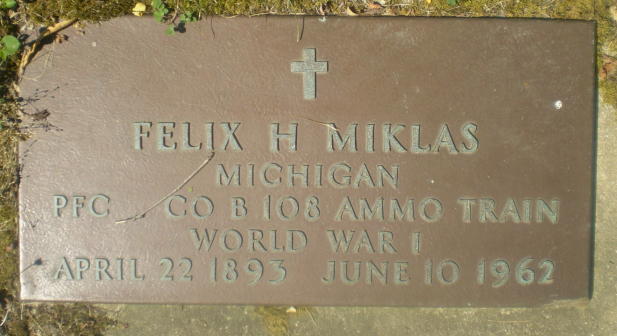 FELIX H MIKLAS
MICHIGAN
PFC CO B 108 AMMO TRAIN
WORLD WAR I
APRIL 22 1893 JUNE 10 1962